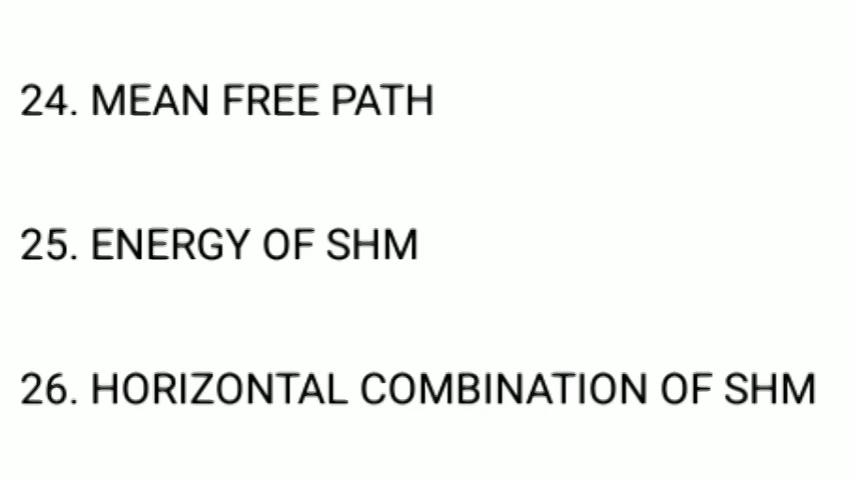 24. MEAN FREE PATH
25. ENERGY OF SHM
26. HORIZONTAL COMBINATION OF SHM